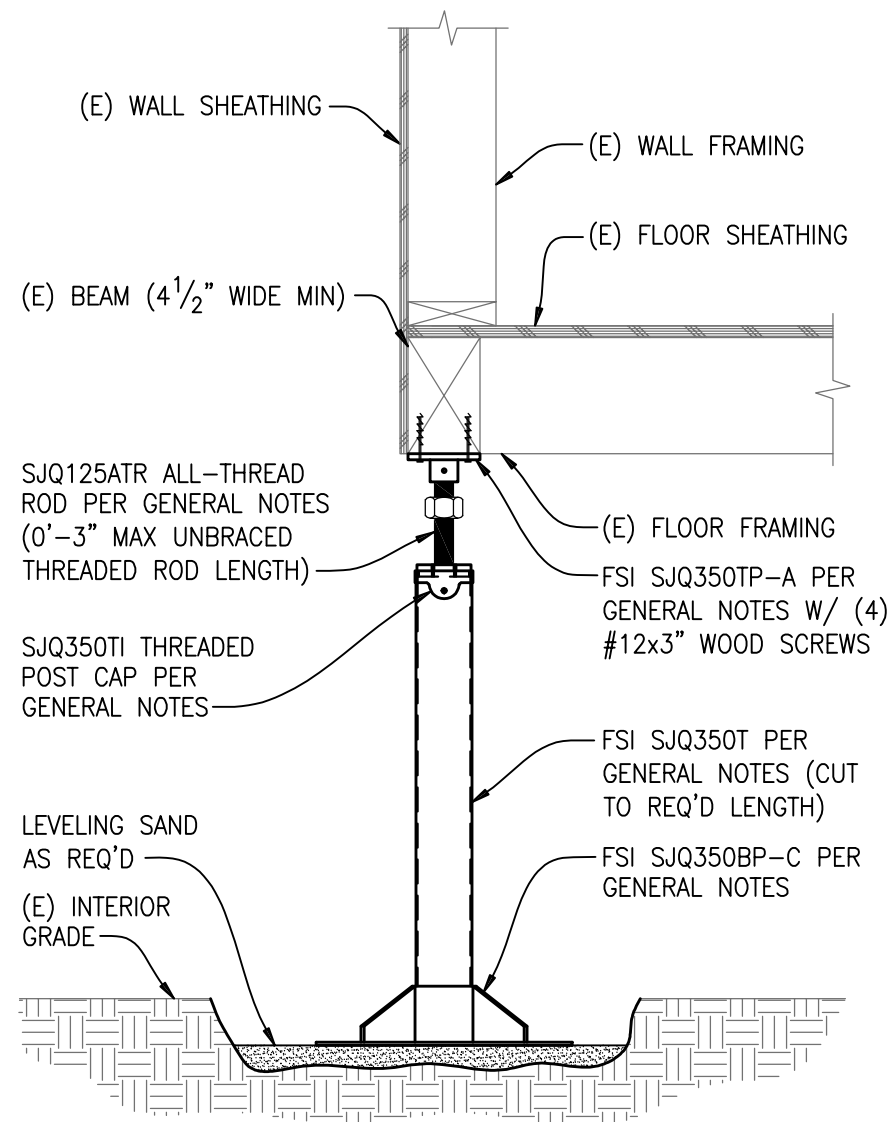 (E) WALL SHEATHING
(E) WALL FRAMING
(E) FLOOR SHEATHING
(E) BEAM (4 1/2” WIDE MIN)
SJQ125ATR ALL-THREAD
ROD PER GENERAL NOTES
(0'-3” MAX UNBRACED
THREADED ROD LENGTH)
(E) FLOOR FRAMING
FSI SJQ350TP-A PER
GENERAL NOTES W/ (4)
#12x3” WOOD SCREWS
SJQ350TI THREADED
POST CAP PER
GENERAL NOTES
FSI SJQ350T PER
GENERAL NOTES (CUT
TO REQ'D LENGTH)
LEVELING SAND
AS REQ'D
FSI SJQ350BP-C PER
GENERAL NOTES
(E) INTERIOR
GRADE